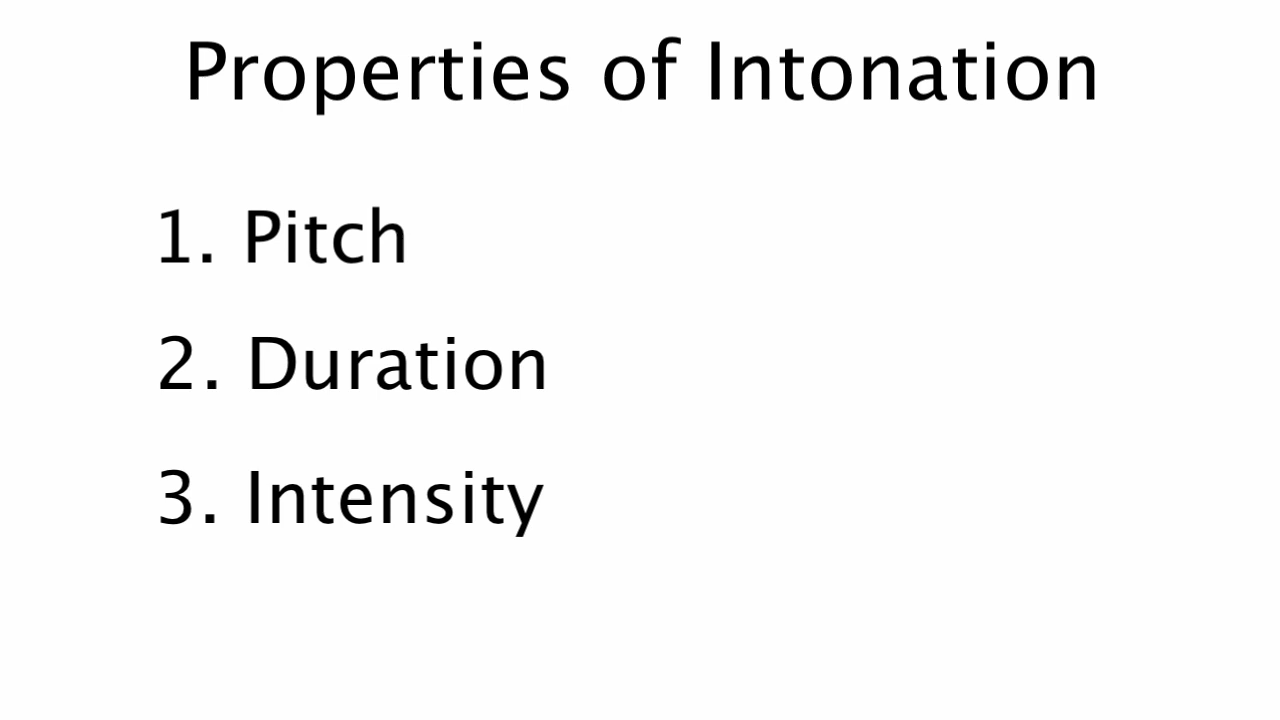 Properties of Intonation
1. Pitch
2. Duration
3. Intensity